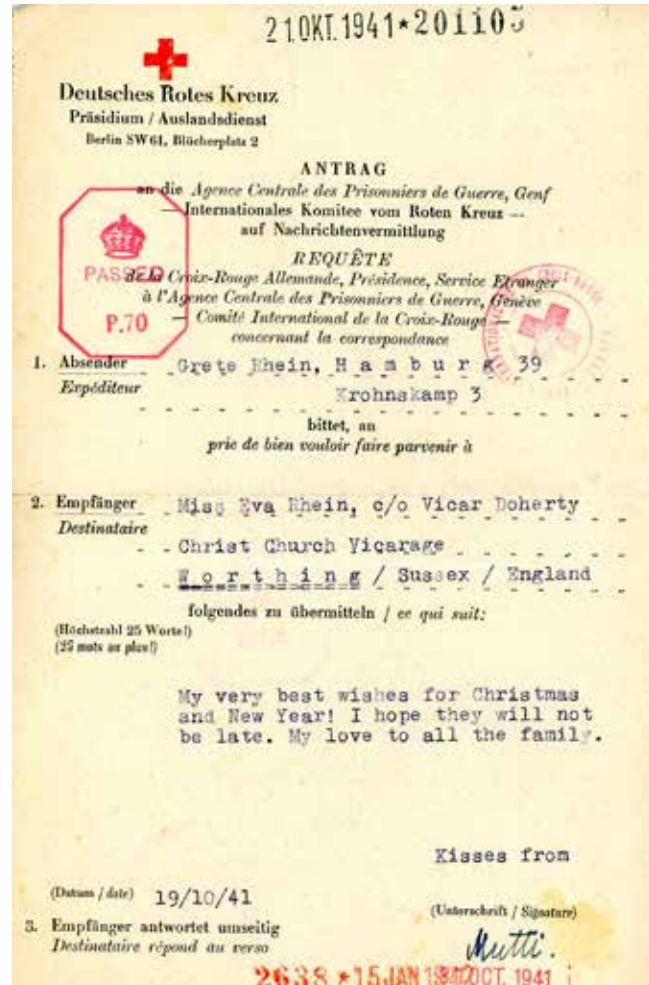 21.OKT.1941*20110
Deutsches Rotes Kreuz
Präsidium / Auslandsdienst
Berlin SW 61, Blücherplatz 2
ANTRAG
an die Agence Centrale des Prisonniers de Guerre, Genf
— Internationales Komitee vom Roten Kreuz —
auf Nachrichtenvermittlung
REQUÊTE
de la Croix-Rouge Allemande, Présidence, Service Etranger
à l'Agence Centrale des Prisonniers de Guerre, Genève
— Comité International de la Croix-Rouge —
concernant la correspondance
PASSED
P.70
1. Absender Grete Rhein, Hamburg 39
Expéditeur Krohnskamp 3
bittet, an
prie de bien vouloir faire parvenir à
2. Empfänger Miss Eva Rhein, c/o Vicar Doherty
Destinataire
Christ Church Vicarage
Worthing / Sussex / England
folgendes zu übermitteln / ce qui suit:
(Höchstzahl 25 Worte!)
(25 mots au plus!)
My very best wishes for Christmas
and New Year! I hope they will not
be late. My love to all the family.
Kisses from
(Datum / date) 19/10/41
(Unterschrift / Signature)
3. Empfänger antwortet umseitig
Destinataire répond au verso
Mutti.
2638 * 15 JAN OCT. 1941